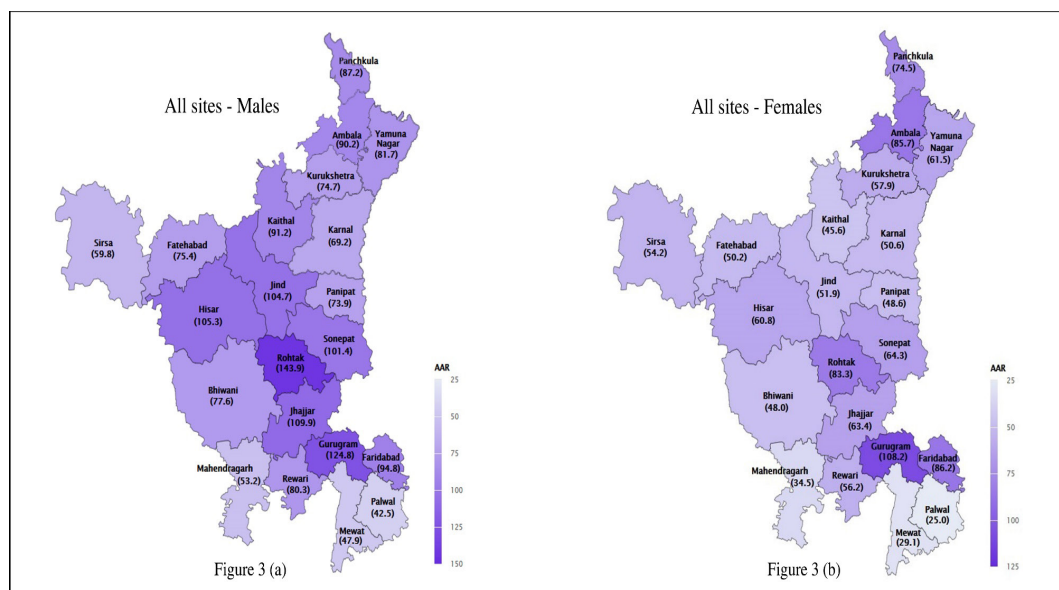 All sites - Males
Panchkula
(87.2)
Ambala
(90.2)
Yamuna
Nagar
(81.7)
Kurukshetra
(74.7)
Kaithal
(91.2)
Karnal
(69.2)
Sirsa
(59.8)
Fatehabad
(75.4)
Jind
(104.7)
Panipat
(73.9)
Hisar
(105.3)
Sonepat
(101.4)
Rohtak
(143.9)
Bhiwani
(77.6)
Jhajjar
(109.9)
Gurugram
(124.8)
Faridabad
(94.8)
Mahendragarh
(53.2)
Rewari
(80.3)
Palwal
(42.5)
Mewat
(47.9)
AAR
25
50
75
100
125
150
Figure 3 (a)
All sites - Females
Panchkula
(74.5)
Ambala
(85.7)
Yamuna
Nagar
(61.5)
Kurukshetra
(57.9)
Kaithal
(45.6)
Karnal
(50.6)
Sirsa
(54.2)
Fatehabad
(50.2)
Jind
(51.9)
Panipat
(48.6)
Hisar
(60.8)
Sonepat
(64.3)
Rohtak
(83.3)
Bhiwani
(48.0)
Jhajjar
(63.4)
Gurugram
(108.2)
Faridabad
(86.2)
Mahendragarh
(34.5)
Rewari
(56.2)
Palwal
(25.0)
Mewat
(29.1)
AAR
25
50
75
100
125
Figure 3 (b)